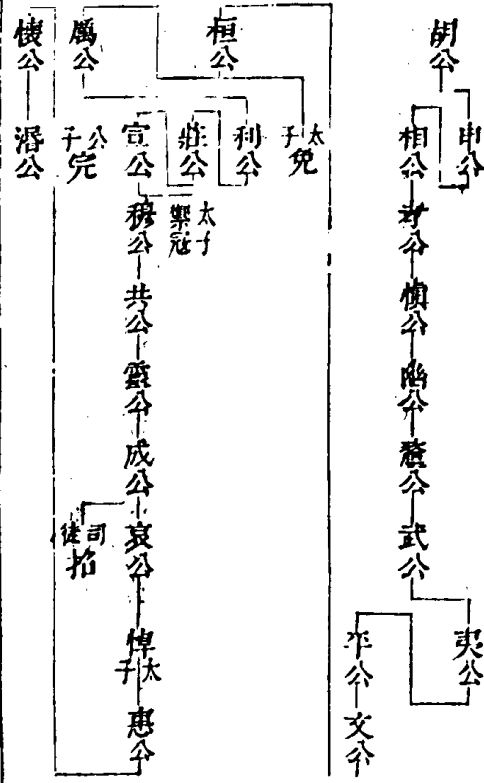 胡公
申公
相公 孝公 慎公 幽公 釐公 武公
夷公
平公 文公
桓公
太子免
利公
莊公
太子禦寇
宣公 穆公 共公 靈公 成公 哀公 悼太子 惠公
司徒招
厲公
公子完
懷公 湣公